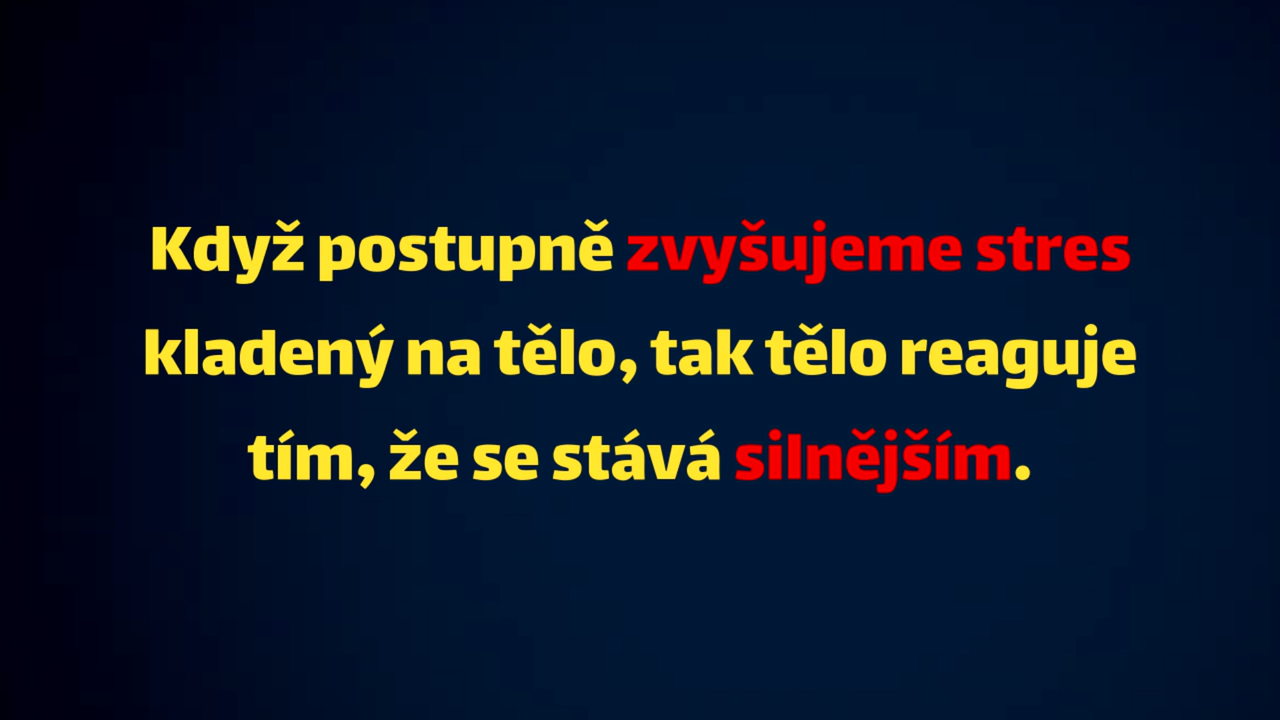 Když postupně zvyšujeme stres
kladený na tělo, tak tělo reaguje
tím, že se stává silnějším.